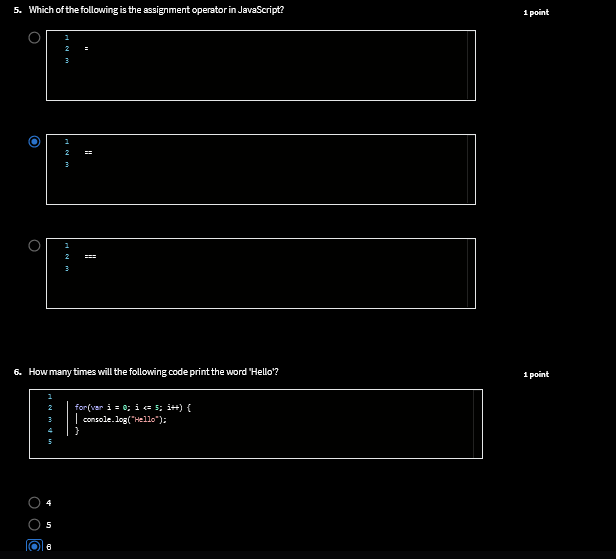 5. Which of the following is the assignment operator in JavaScript?
1 point
1
2 =
3
1
2 ==
3
1
2 ===
3
6. How many times will the following code print the word 'Hello'?
1 point
1
2 for(var i = 0; i <= 5; i++) {
3 console.log("Hello");
4 }
5
4
5
6